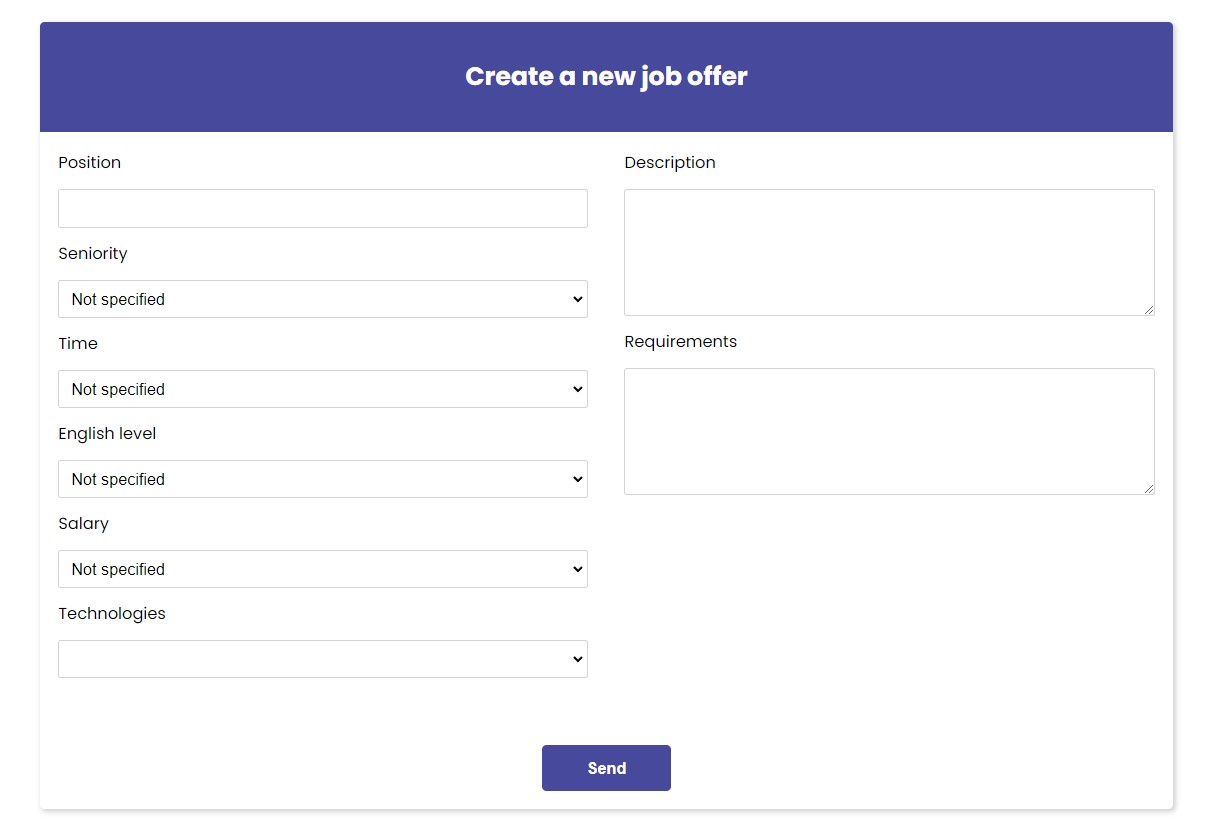 Create a new job offer
Position
Seniority
Not specified
Time
Not specified
English level
Not specified
Salary
Not specified
Technologies
Description
Requirements
Send